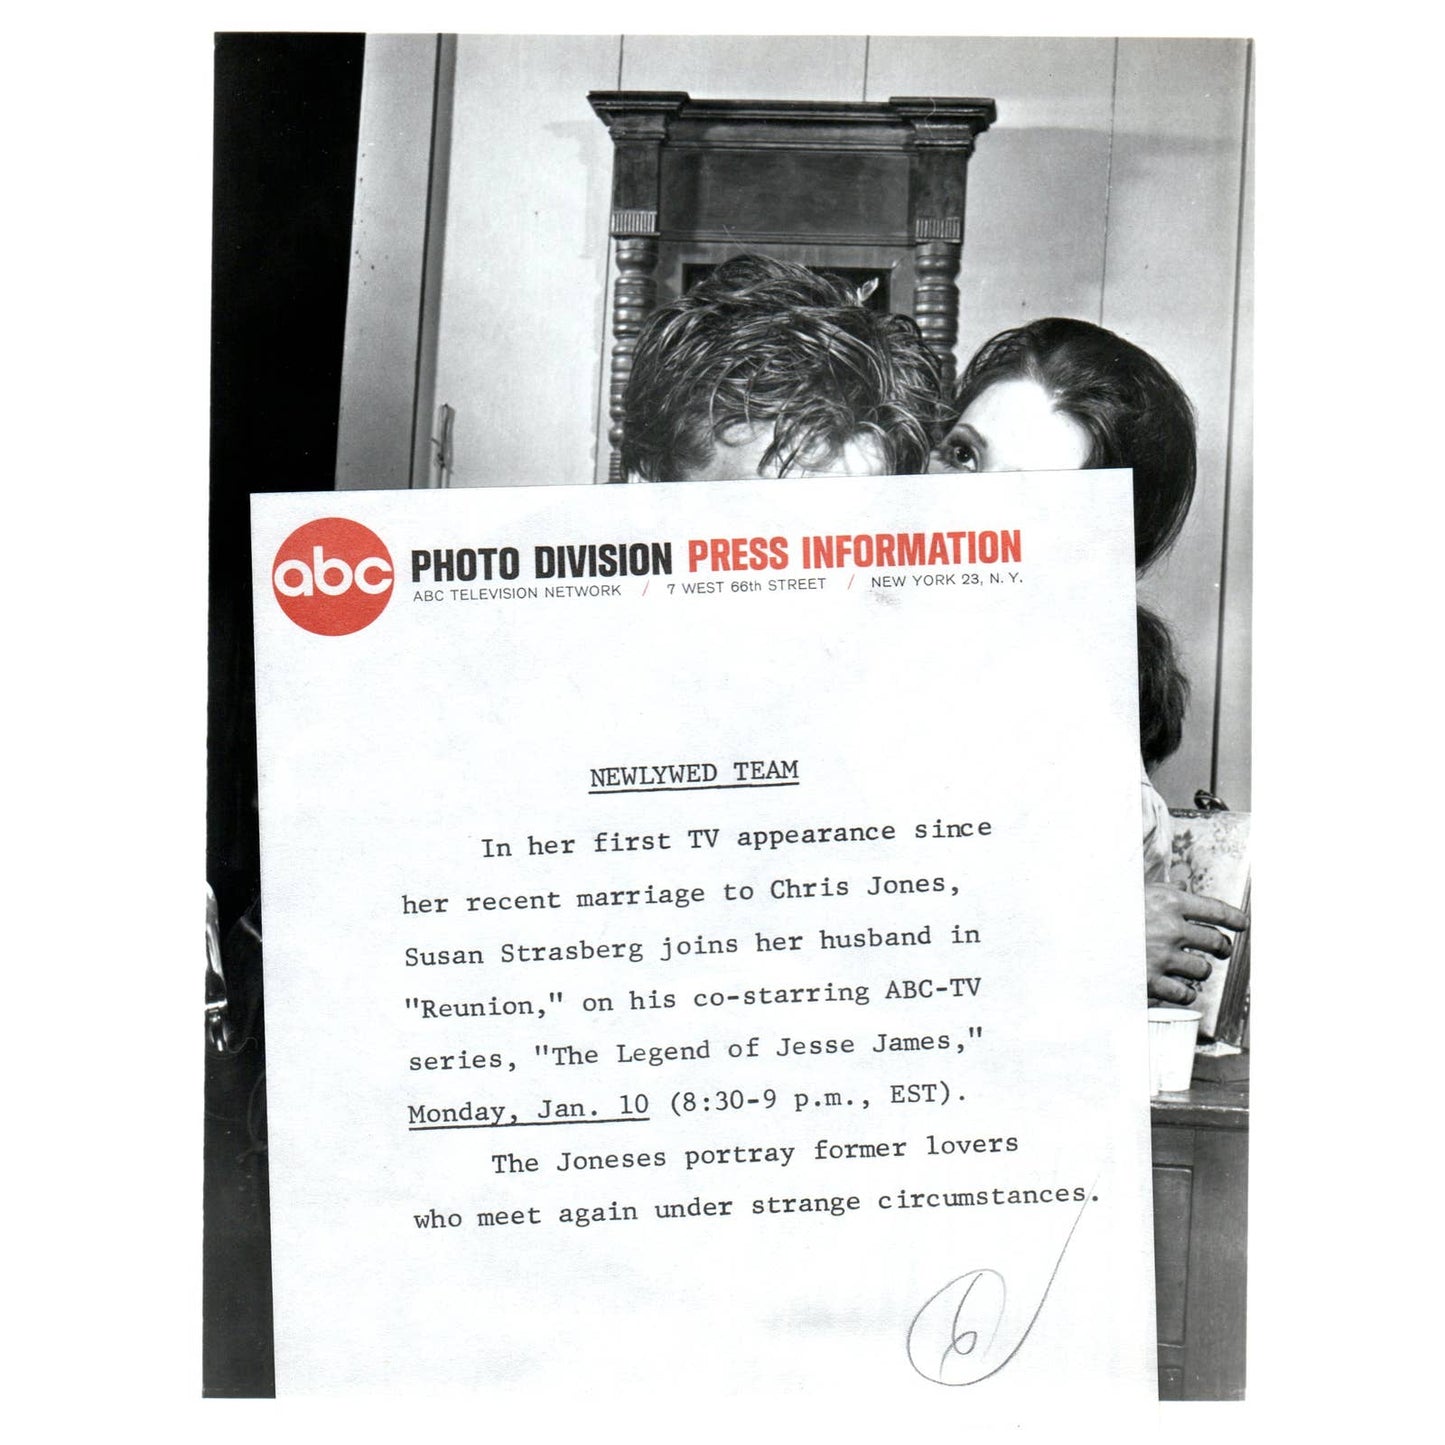 abc PHOTO DIVISION PRESS INFORMATION
ABC TELEVISION NETWORK / 7 WEST 66th STREET / NEW YORK 23, N. Y.
NEWLYWED TEAM
In her first TV appearance since
her recent marriage to Chris Jones,
Susan Strasberg joins her husband in
"Reunion," on his co-starring ABC-TV
series, "The Legend of Jesse James,"
Monday, Jan. 10 (8:30-9 p.m., EST).
The Joneses portray former lovers
who meet again under strange circumstances.
6